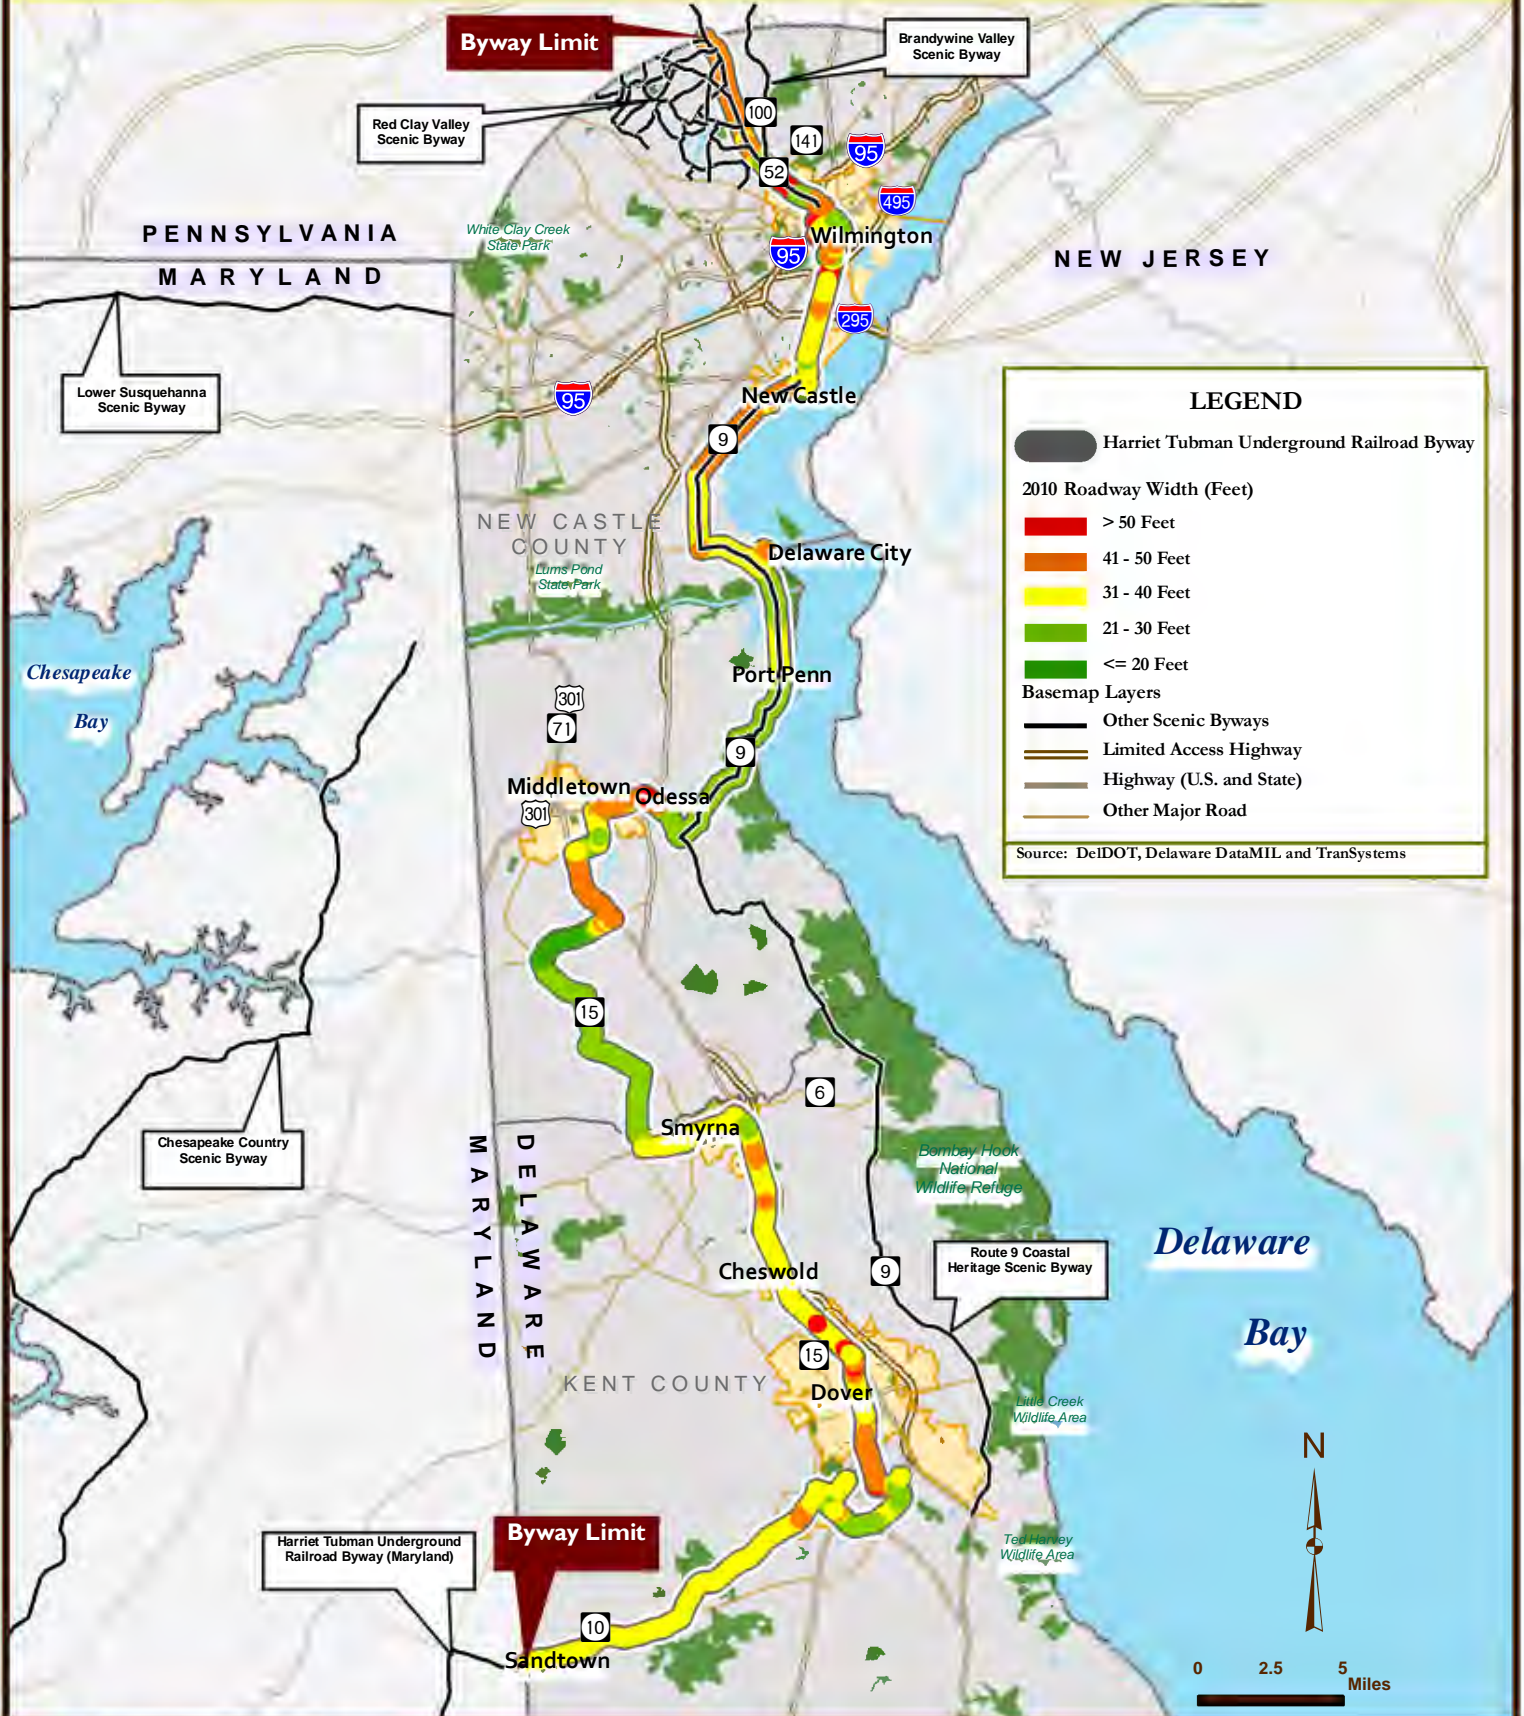 Byway Limit
Brandywine Valley
Scenic Byway
Red Clay Valley
Scenic Byway
100
141
95
52
495
PENNSYLVANIA
White Clay Creek
State Park
Wilmington
95
NEW JERSEY
MARYLAND
295
Lower Susquehanna
Scenic Byway
95
New Castle
9
LEGEND
Harriet Tubman Underground Railroad Byway
2010 Roadway Width (Feet)
> 50 Feet
41 - 50 Feet
31 - 40 Feet
21 - 30 Feet
<= 20 Feet
Basemap Layers
Other Scenic Byways
Limited Access Highway
Highway (U.S. and State)
Other Major Road
Source: DelDOT, Delaware DataMIL and TranSystems
NEW CASTLE
COUNTY
Delaware City
Lums Pond
State Park
Chesapeake
Bay
Port Penn
301
71
9
Middletown
Odessa
301
15
6
Smyrna
Chesapeake Country
Scenic Byway
MARYLAND
DELAWARE
Bombay Hook
National
Wildlife Refuge
Delaware
Bay
Route 9 Coastal
Heritage Scenic Byway
Cheswold
9
15
KENT COUNTY
Dover
Little Creek
Wildlife Area
N
Byway Limit
Harriet Tubman Underground
Railroad Byway (Maryland)
Ted Harvey
Wildlife Area
10
Sandtown
0 2.5 5
Miles